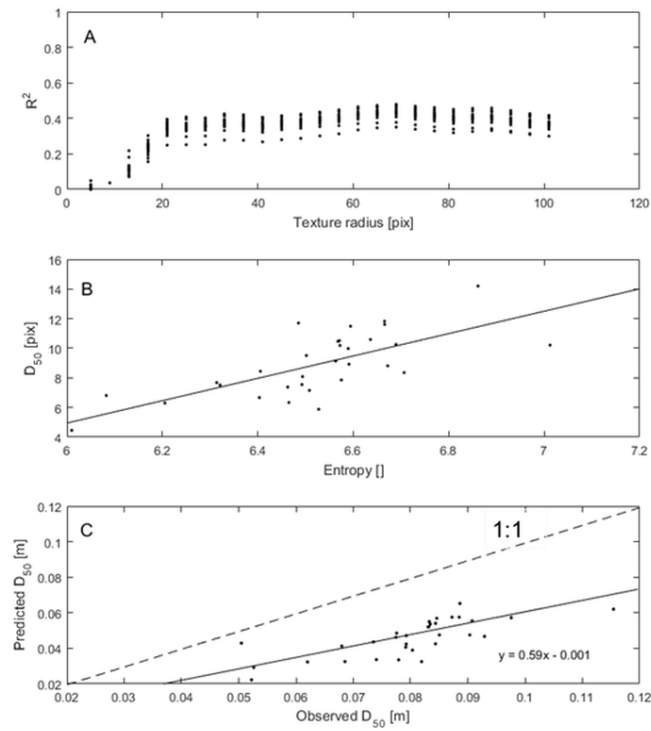 A
R²
1
0.8
0.6
0.4
0.2
0
0 20 40 60 80 100 120
Texture radius [pix]
B
D₅₀ [pix]
16
14
12
10
8
6
4
6 6.2 6.4 6.6 6.8 7 7.2
Entropy []
C
1:1
Predicted D₅₀ [m]
0.12
0.10
0.08
0.06
0.04
0.02
y = 0.59x - 0.001
0.02 0.03 0.04 0.05 0.06 0.07 0.08 0.09 0.1 0.11 0.12
Observed D₅₀ [m]